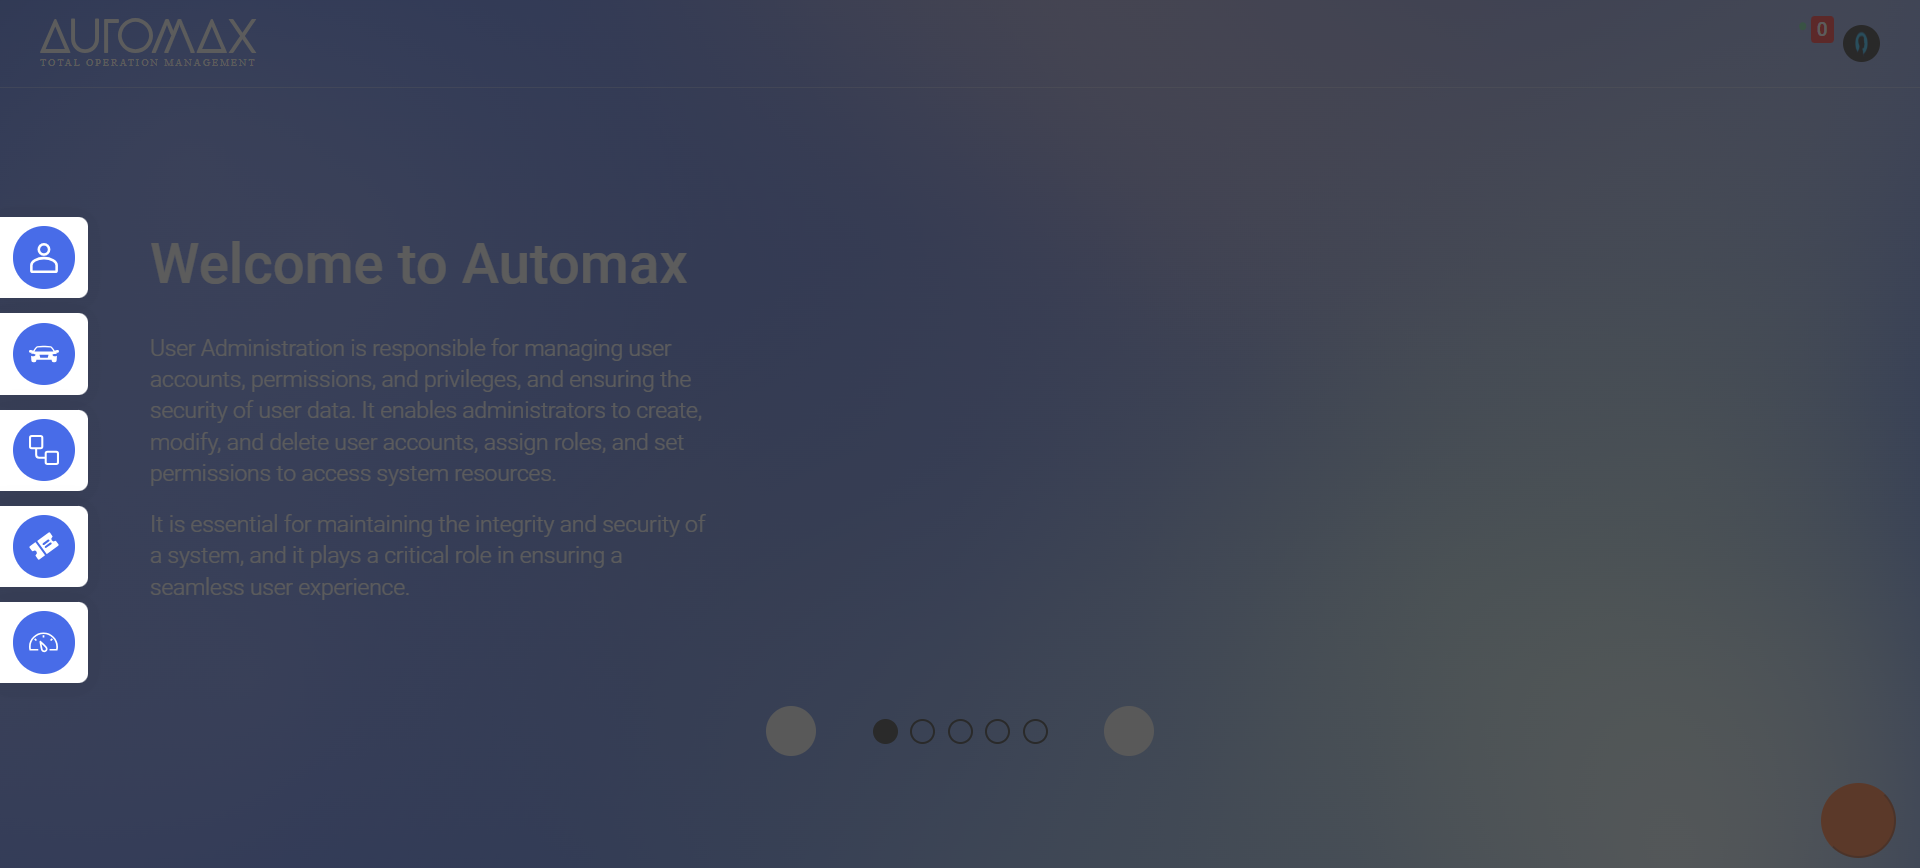 AUTOMAX
TOTAL OPERATION MANAGEMENT
0
Welcome to Automax
User Administration is responsible for managing user
accounts, permissions, and privileges, and ensuring the
security of user data. It enables administrators to create,
modify, and delete user accounts, assign roles, and set
permissions to access system resources.
It is essential for maintaining the integrity and security of
a system, and it plays a critical role in ensuring a
seamless user experience.